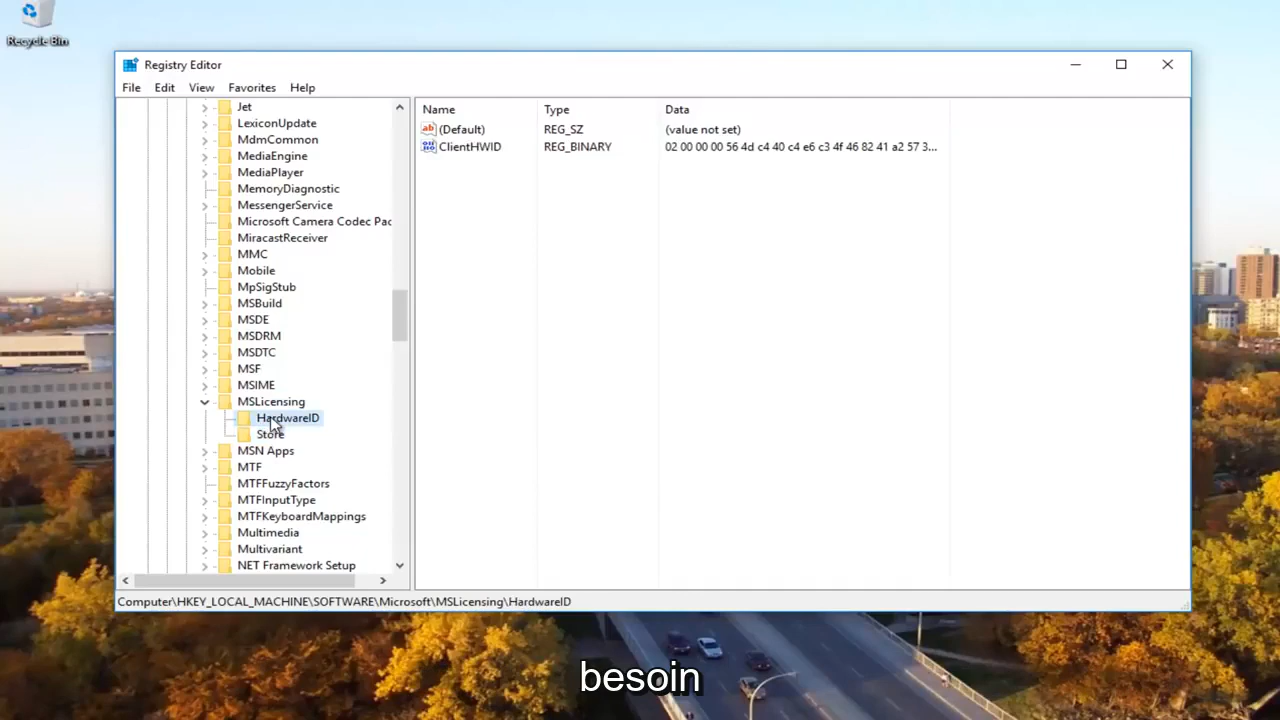 Recycle Bin
Registry Editor
File Edit View Favorites Help
Jet
LexiconUpdate
MdmCommon
MediaEngine
MediaPlayer
MemoryDiagnostic
MessengerService
Microsoft Camera Codec Pac
MiracastReceiver
MMC
Mobile
MpSigStub
MSBuild
MSDE
MSDRM
MSDTC
MSF
MSIME
MSLicensing
HardwareID
Store
MSN Apps
MTF
MTFFuzzyFactors
MTFInputType
MTFKeyboardMappings
Multimedia
Multivariant
NET Framework Setup
Name Type Data
(Default) REG_SZ (value not set)
ClientHWID REG_BINARY 02 00 00 00 56 4d c4 40 c4 e6 c3 4f 46 82 41 a2 57 3...
Computer\HKEY_LOCAL_MACHINE\SOFTWARE\Microsoft\MSLicensing\HardwareID
besoin